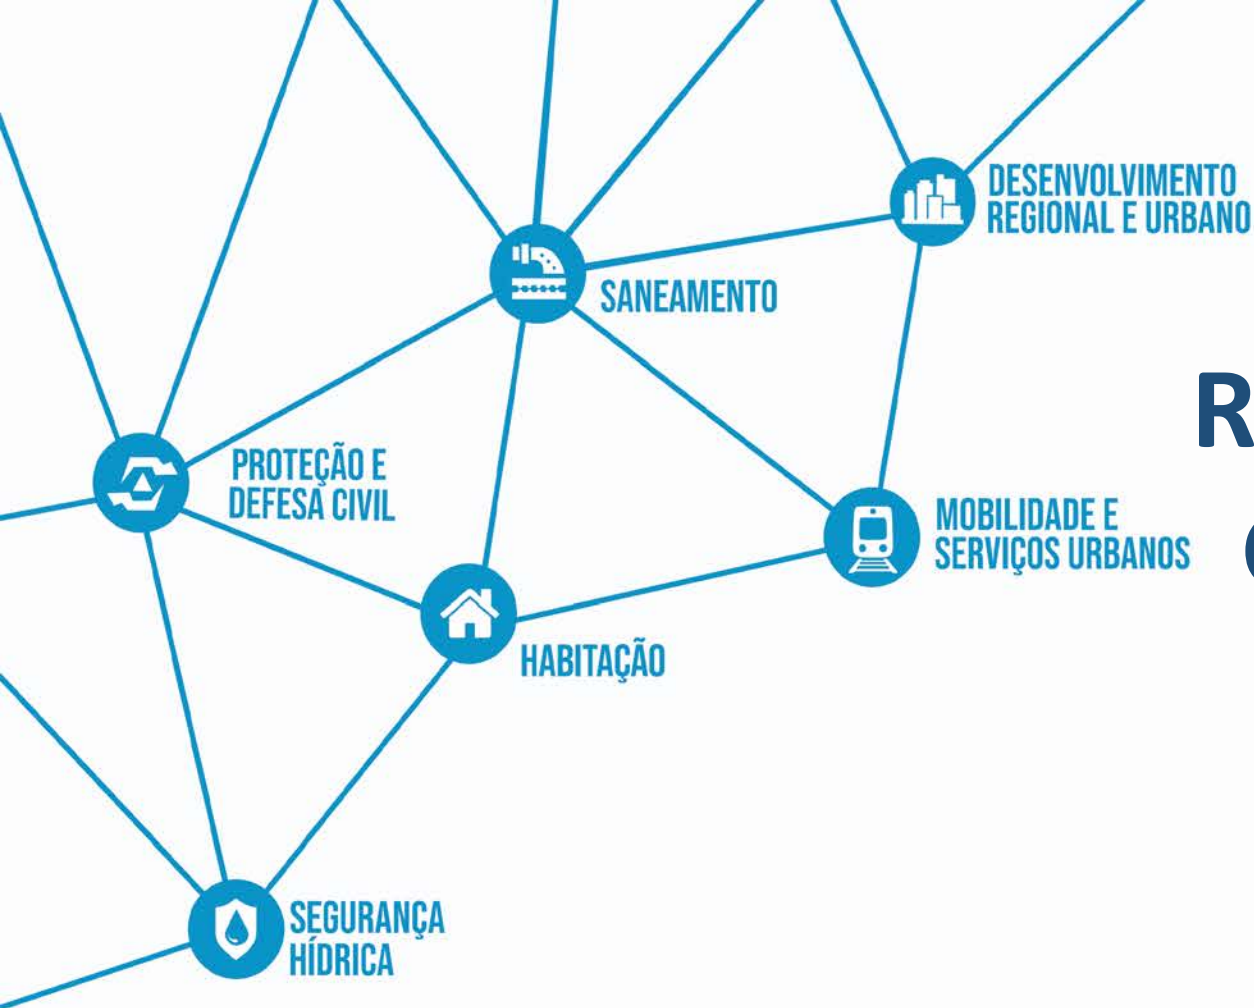 DESENVOLVIMENTO
REGIONAL E URBANO
SANEAMENTO
R
PROTEÇÃO E
DEFESA CIVIL
MOBILIDADE E
SERVIÇOS URBANOS
HABITAÇÃO
SEGURANÇA
HÍDRICA